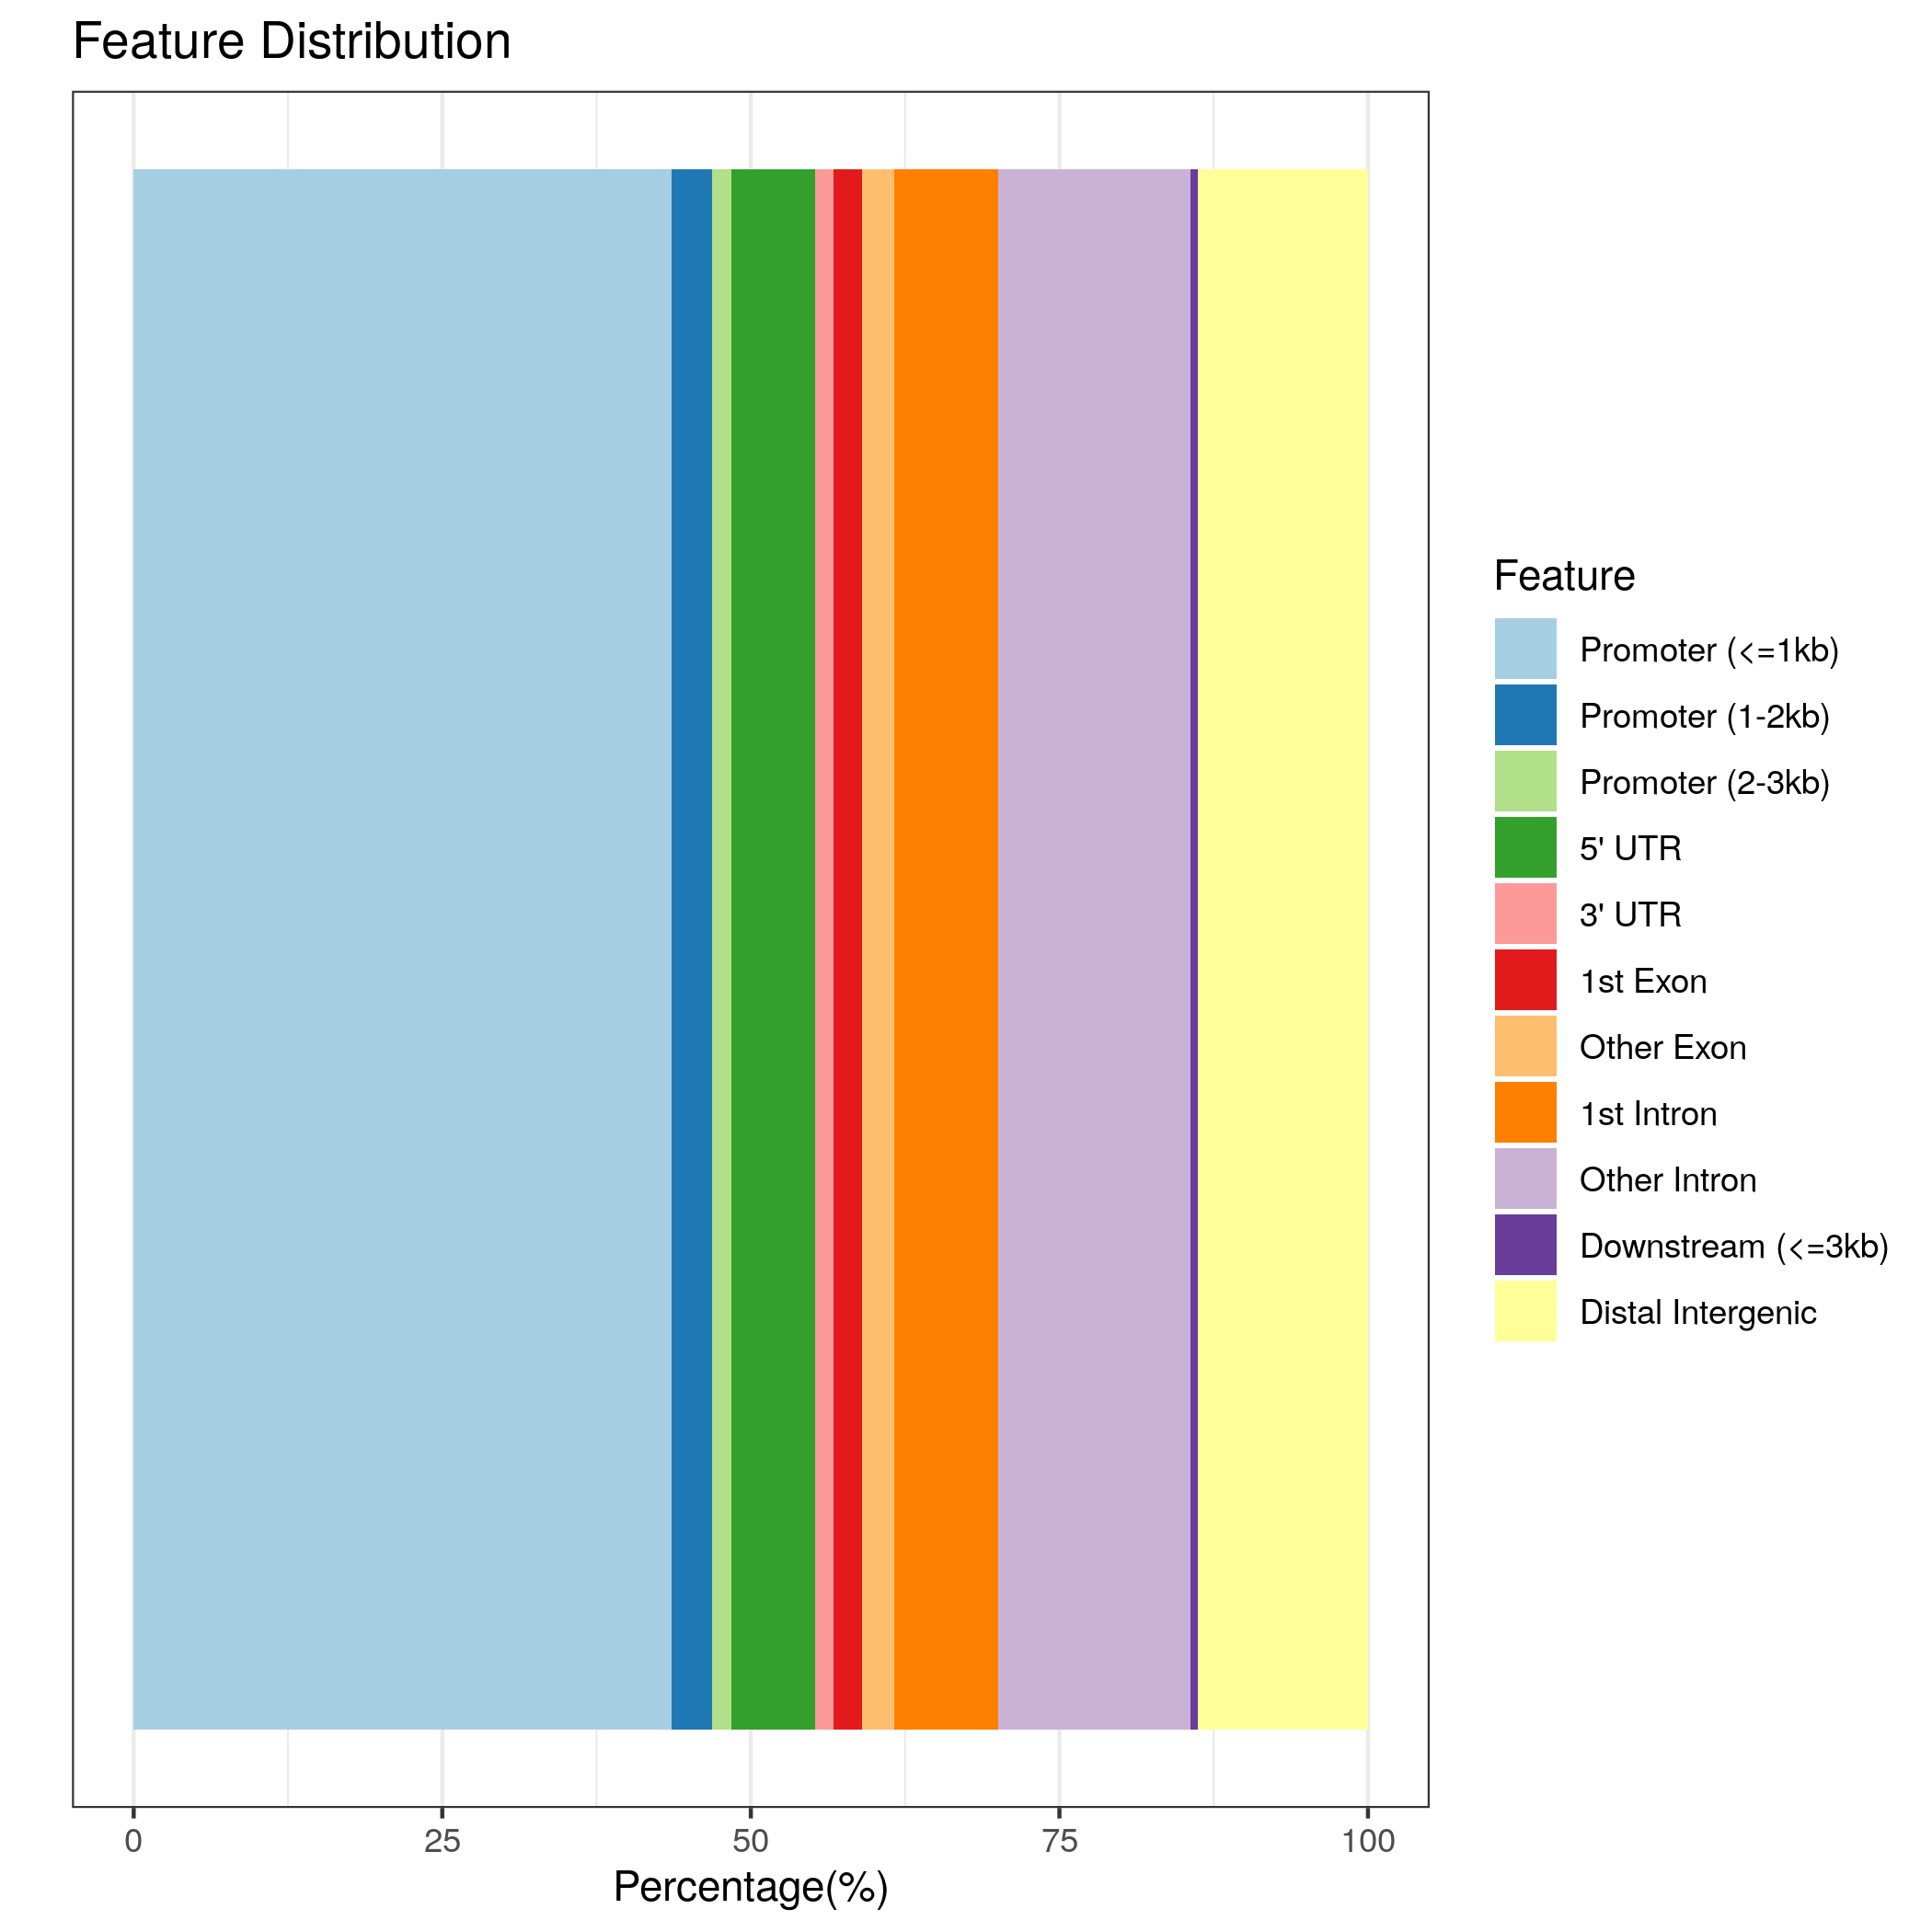 Feature Distribution
Feature
Promoter (<=1kb)
Promoter (1-2kb)
Promoter (2-3kb)
5' UTR
3' UTR
1st Exon
Other Exon
1st Intron
Other Intron
Downstream (<=3kb)
Distal Intergenic
0 25 50 75 100
Percentage(%)